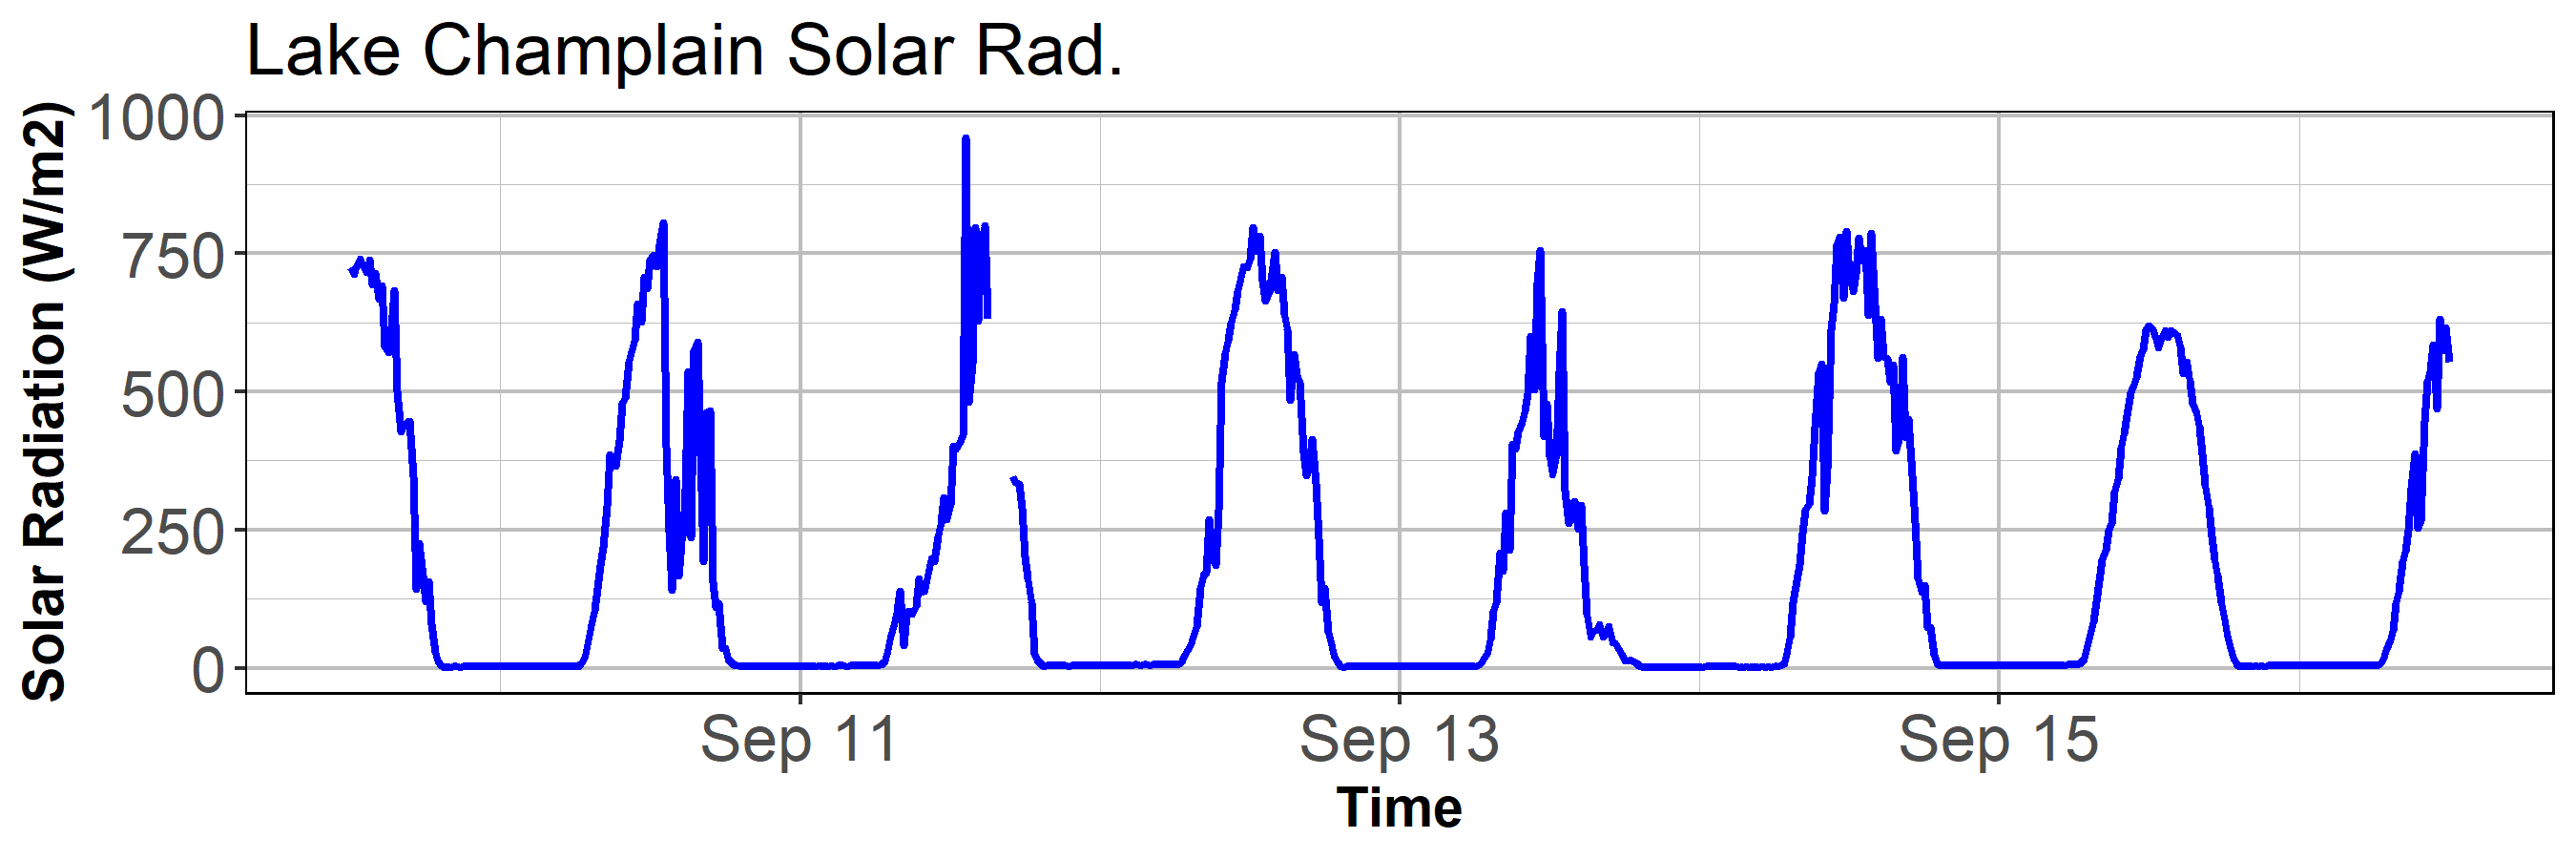 Lake Champlain Solar Rad.
Solar Radiation (W/m2)
1000
750
500
250
0
Sep 11
Sep 13
Sep 15
Time